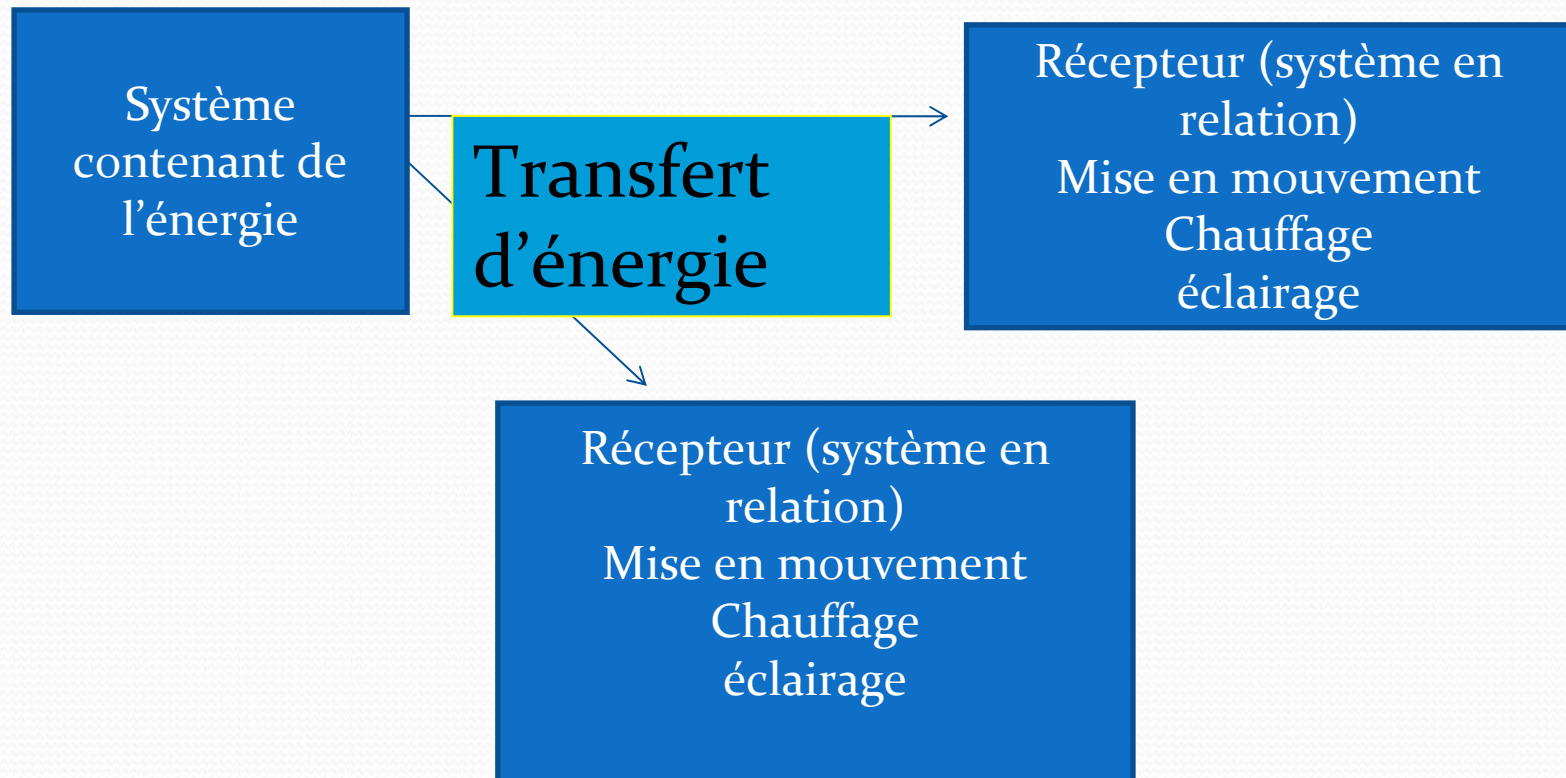 Système
contenant de
l’énergie
Transfert
d’énergie
Récepteur (système en
relation)
Mise en mouvement
Chauffage
éclairage
Récepteur (système en
relation)
Mise en mouvement
Chauffage
éclairage